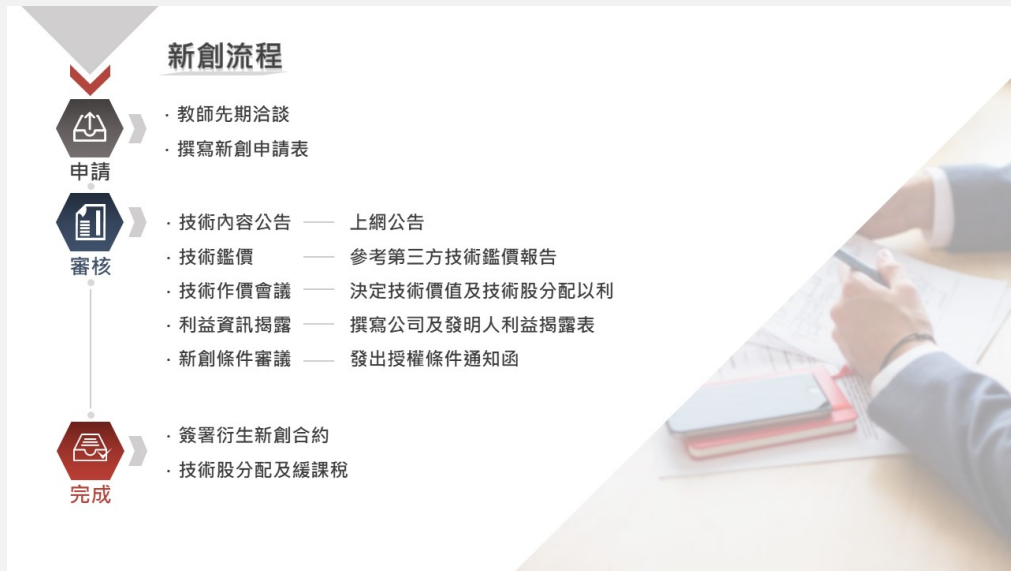 新創流程
· 教師先期洽談
· 撰寫新創申請表
申請
· 技術內容公告 —— 上網公告
· 技術鑑價 —— 參考第三方技術鑑價報告
審核
· 技術作價會議 —— 決定技術價值及技術股分配以利
· 利益資訊揭露 —— 撰寫公司及發明人利益揭露表
· 新創條件審議 —— 發出授權條件通知函
· 簽署衍生新創合約
· 技術股分配及緩課稅
完成